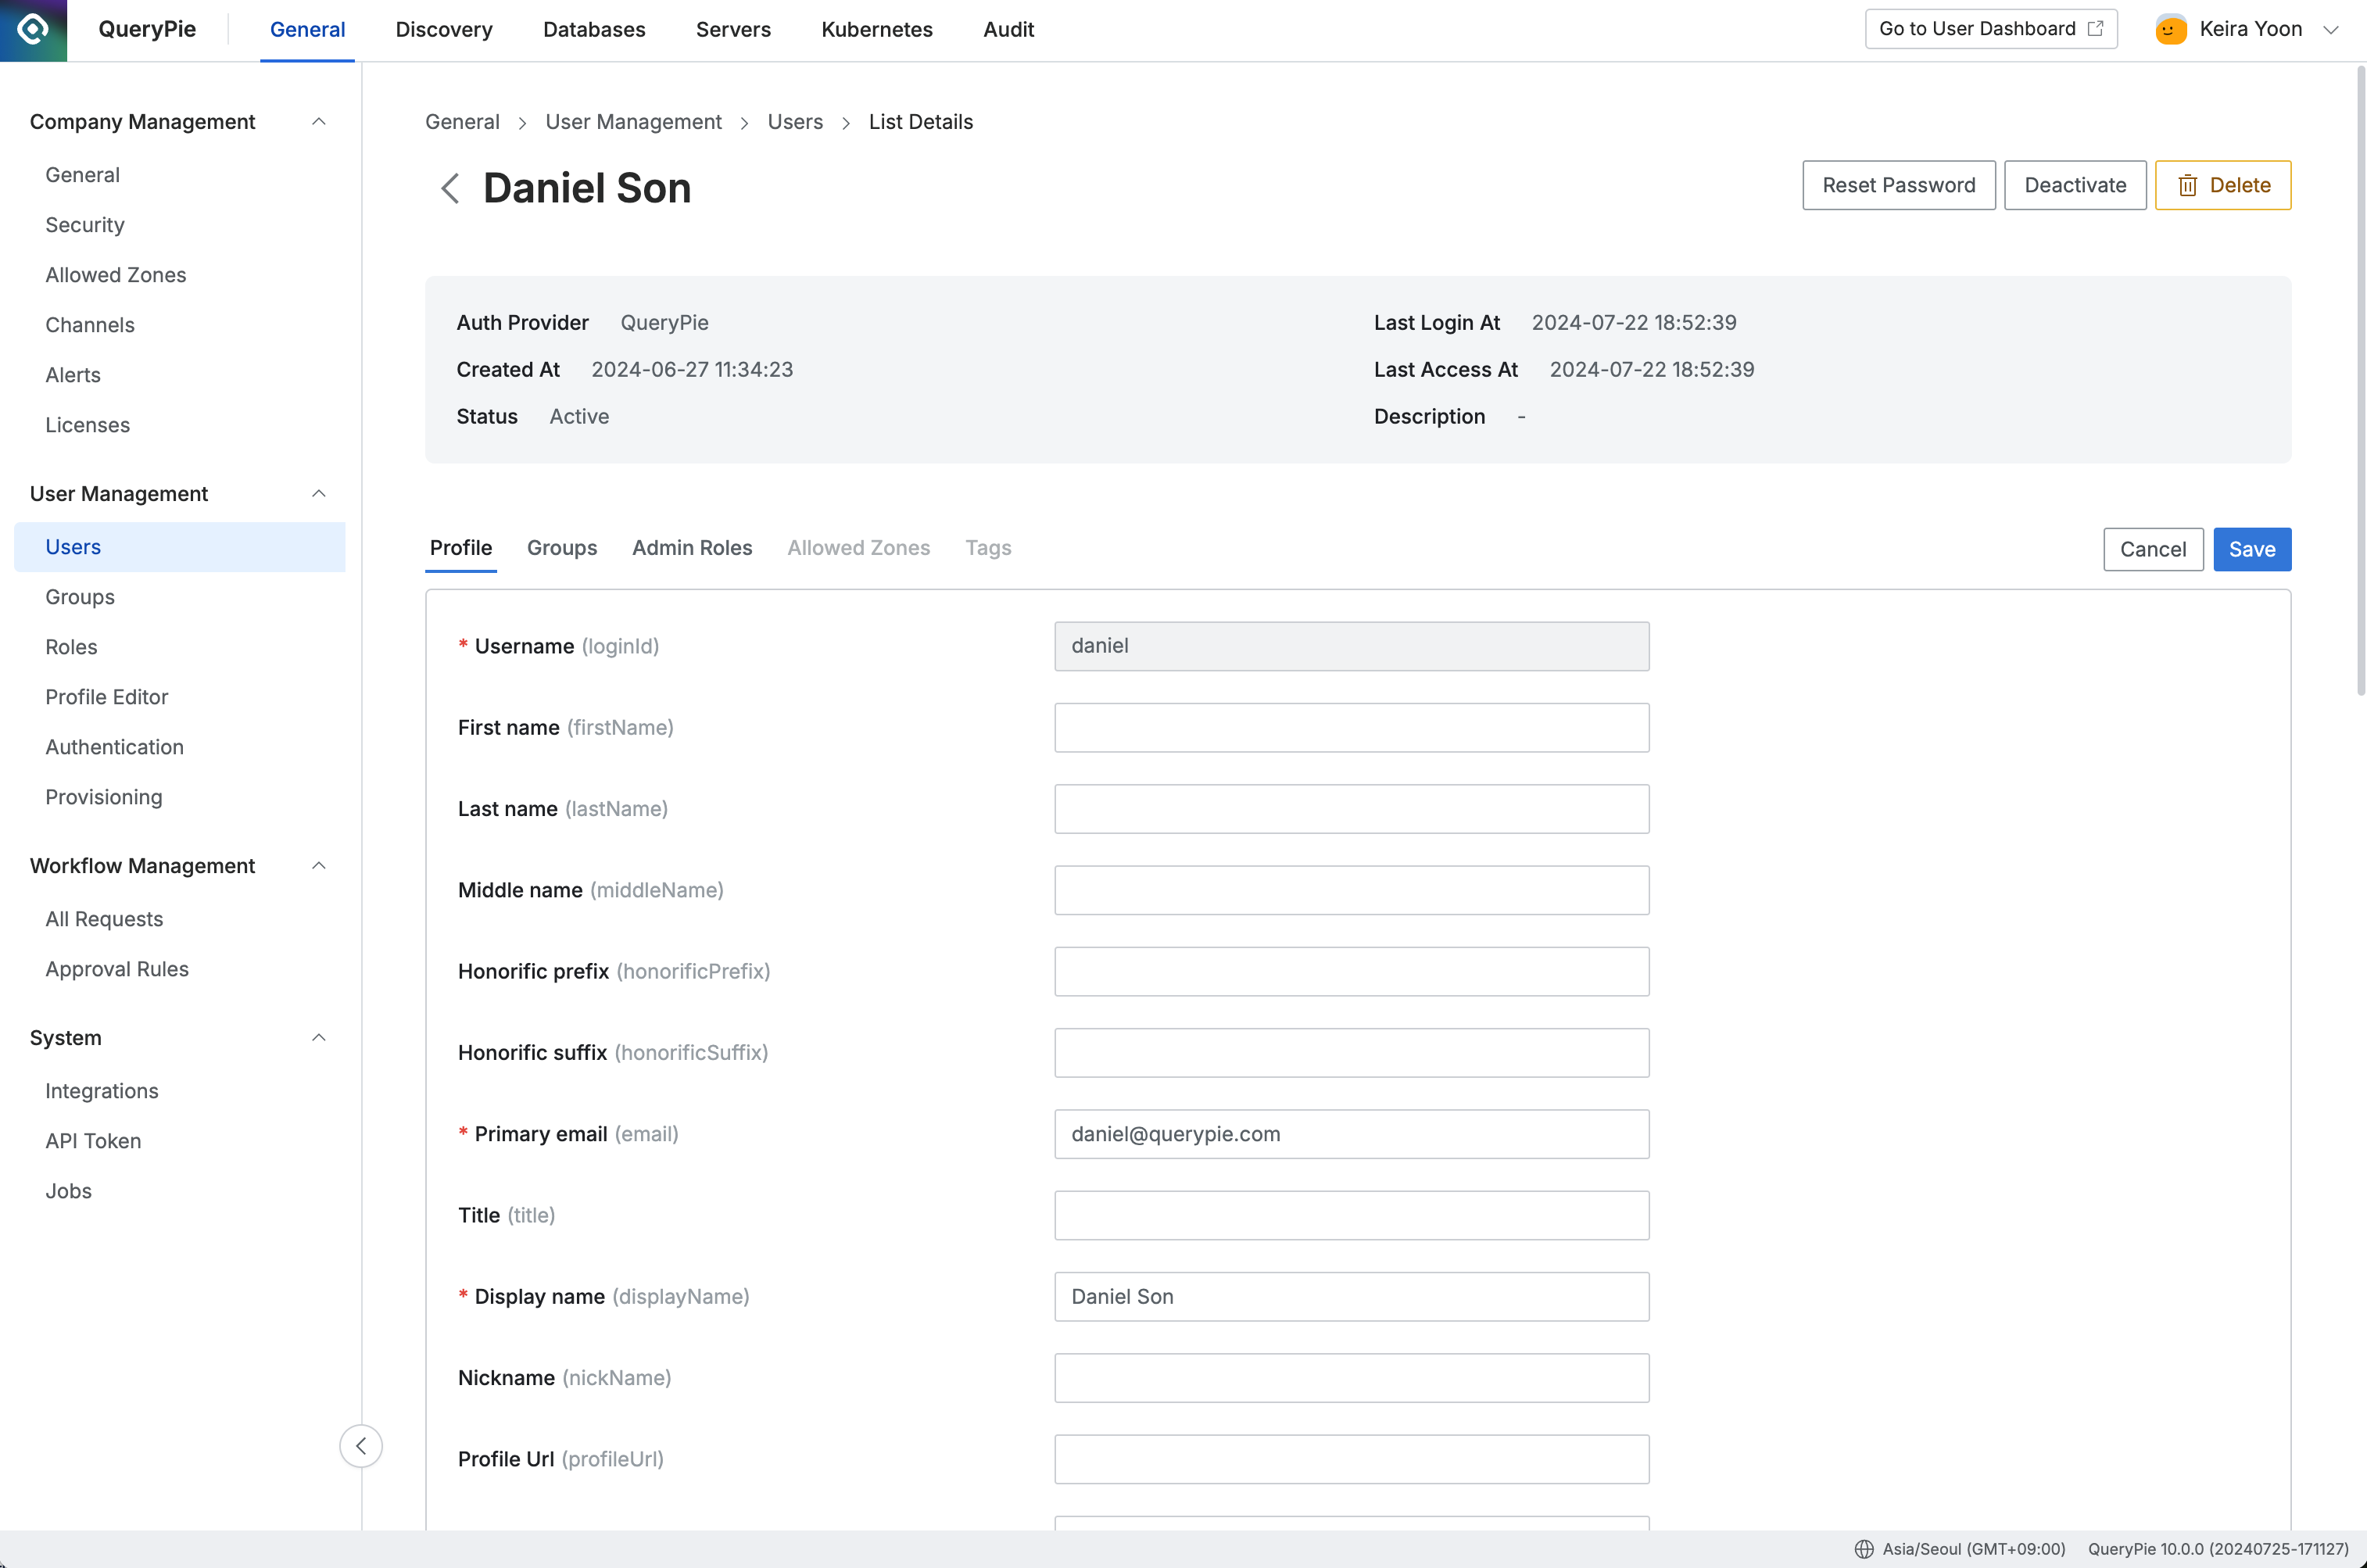 QueryPie General Discovery Databases Servers Kubernetes Audit Go to User Dashboard Keira Yoon
Company Management
General
Security
Allowed Zones
Channels
Alerts
Licenses
User Management
Users
Groups
Roles
Profile Editor
Authentication
Provisioning
Workflow Management
All Requests
Approval Rules
System
Integrations
API Token
Jobs
General > User Management > Users > List Details
Daniel Son
Reset Password Deactivate Delete
Auth Provider QueryPie Last Login At 2024-07-22 18:52:39
Created At 2024-06-27 11:34:23 Last Access At 2024-07-22 18:52:39
Status Active Description -
Profile Groups Admin Roles Allowed Zones Tags Cancel Save
* Username (loginId) daniel
First name (firstName)
Last name (lastName)
Middle name (middleName)
Honorific prefix (honorificPrefix)
Honorific suffix (honorificSuffix)
* Primary email (email) daniel@querypie.com
Title (title)
* Display name (displayName) Daniel Son
Nickname (nickName)
Profile Url (profileUrl)
Asia/Seoul (GMT+09:00) QueryPie 10.0.0 (20240725-171127)